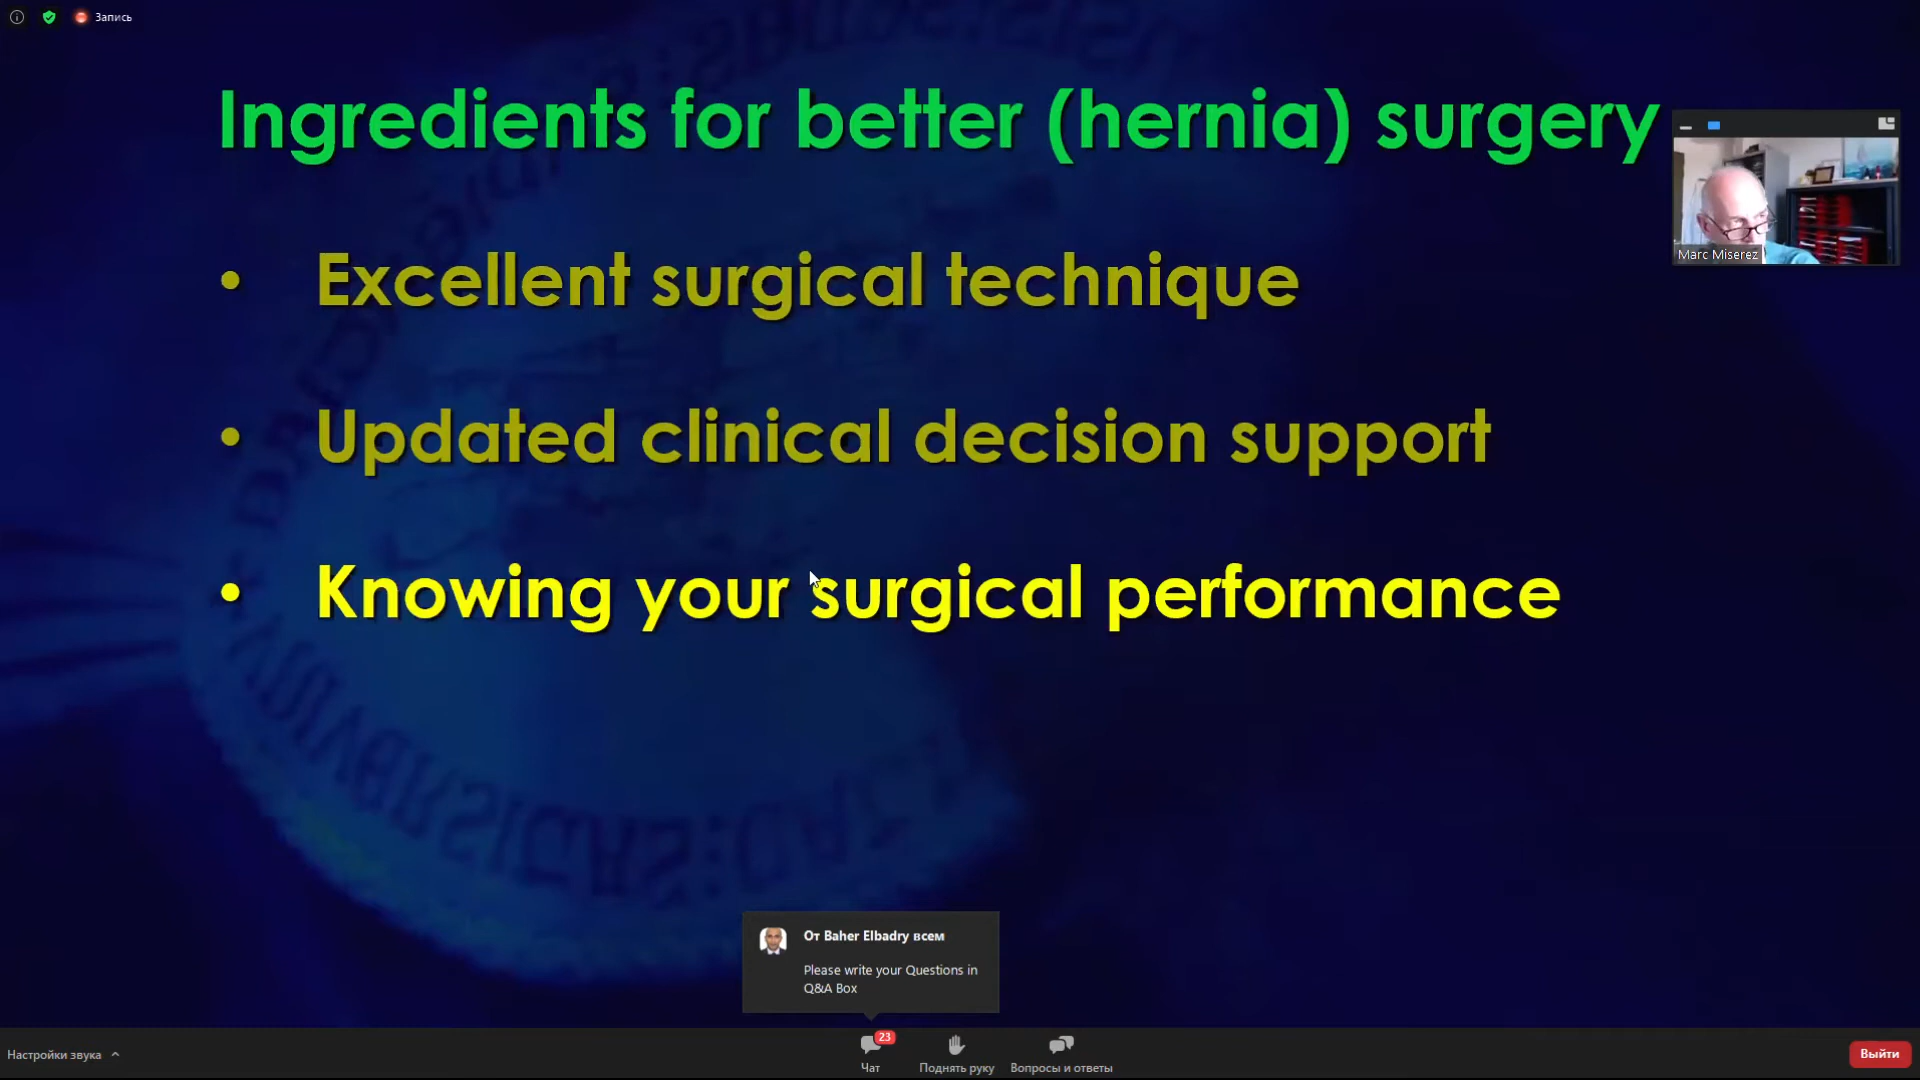 Запись
Ingredients for better (hernia) surgery
Marc Miserez
• Excellent surgical technique
• Updated clinical decision support
• Knowing your surgical performance
От Baher Elbadry всем
Please write your Questions in
Q&A Box
Настройки звука
23
Чат
Поднять руку
Вопросы и ответы
Выйти